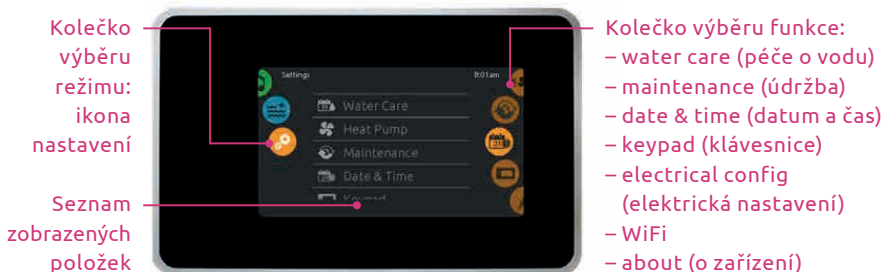 Kolečko
výběru
režimu:
ikona
nastavení
Seznam
zobrazených
položek
Settings
8:01am
Water Care
Heat Pump
Maintenance
Date & Time
Keypad
Kolečko výběru funkce:
– water care (péče o vodu)
– maintenance (údržba)
– date & time (datum a čas)
– keypad (klávesnice)
– electrical config
(elektrická nastavení)
– WiFi
– about (o zařízení)